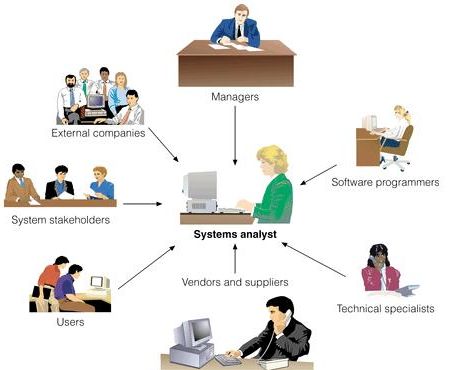 Managers
External companies
Software programmers
System stakeholders
Systems analyst
Vendors and suppliers
Users
Technical specialists